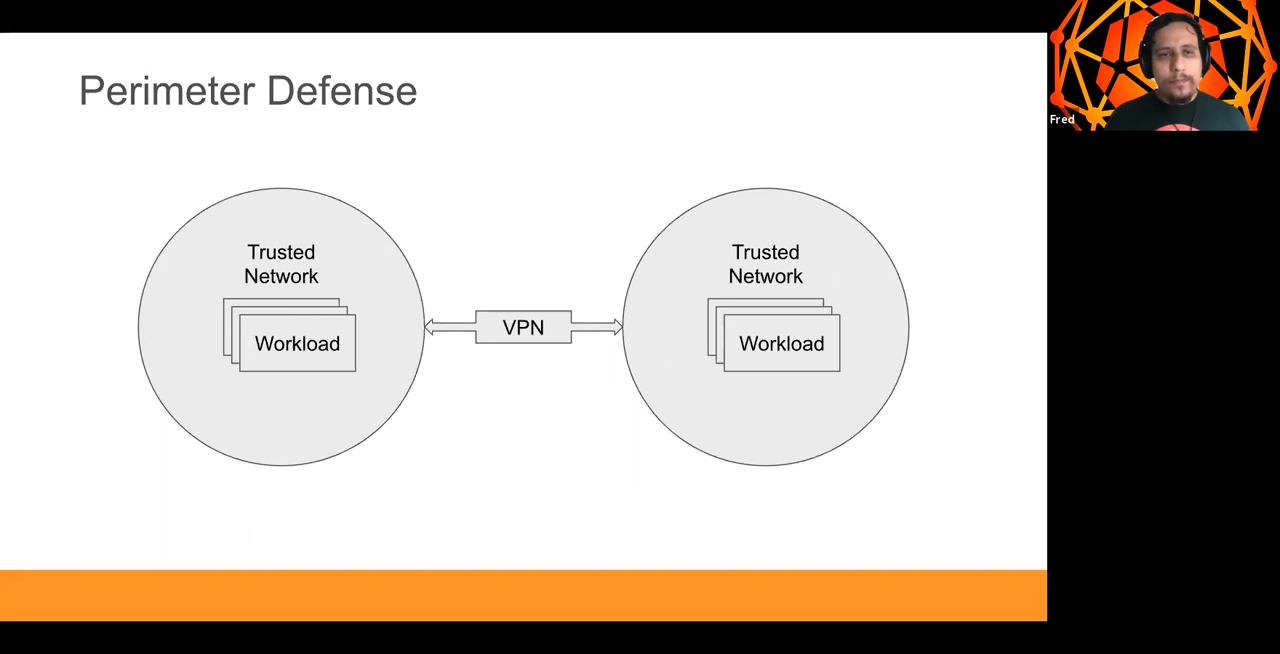 Perimeter Defense
Fred
Trusted
Network
Workload
VPN
Trusted
Network
Workload